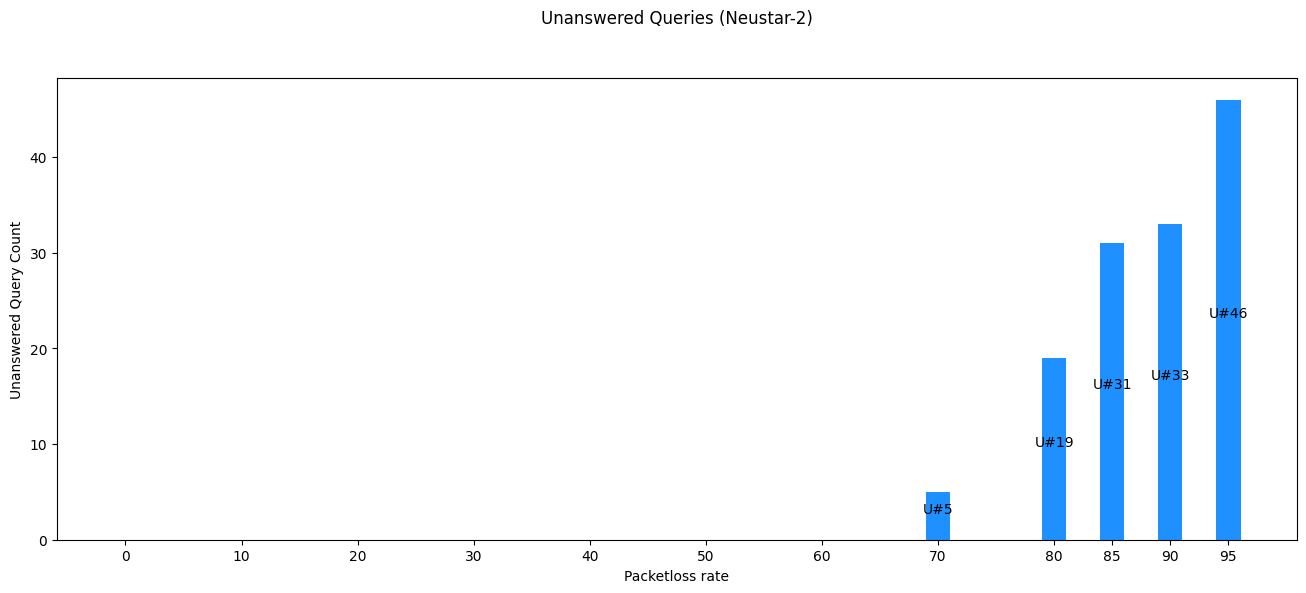 Unanswered Queries (Neustar-2)
Unanswered Query Count
40
30
20
10
0
U#5
U#19
U#31
U#33
U#46
0 10 20 30 40 50 60 70 80 85 90 95
Packetloss rate